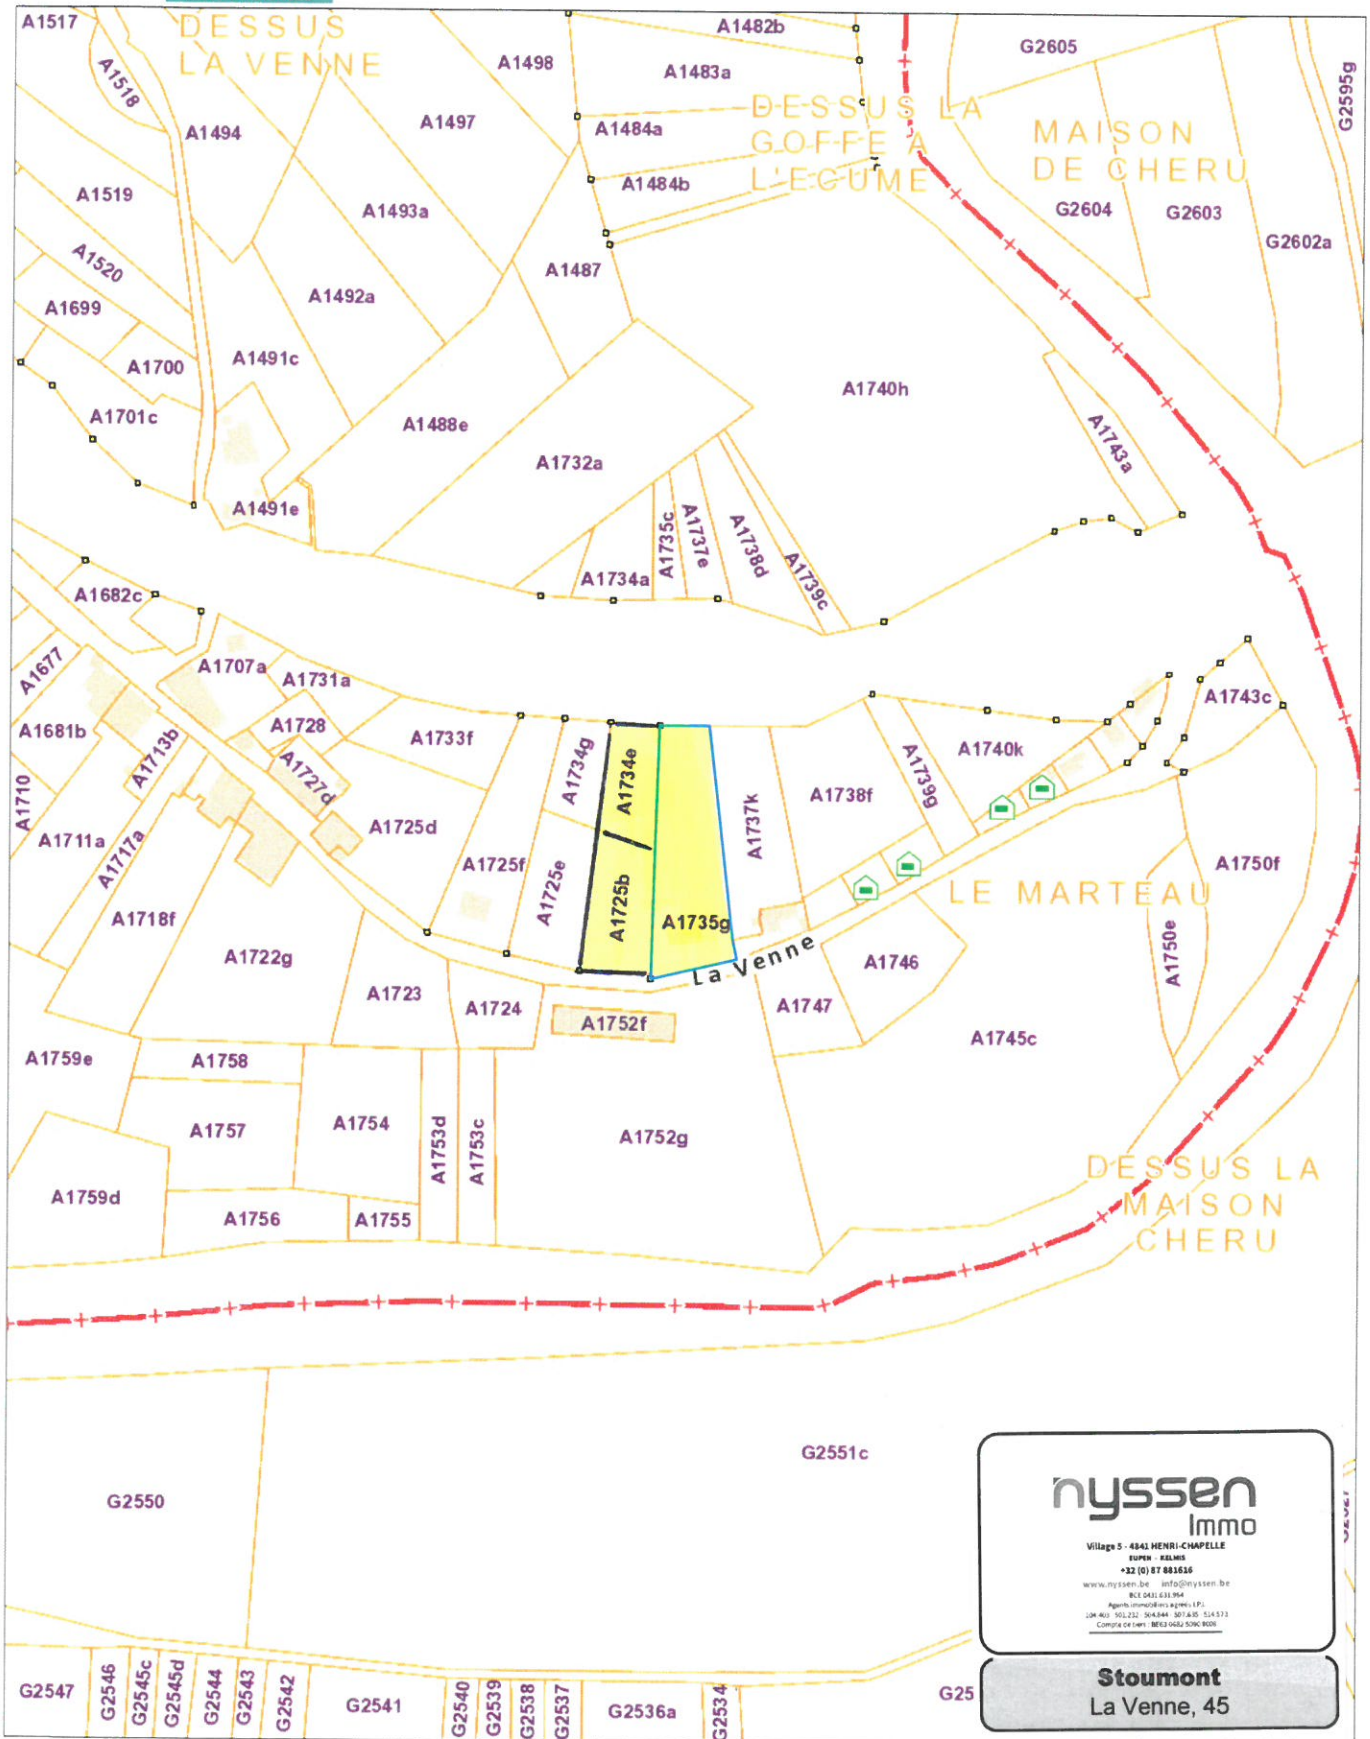 A1517
DESSUS
LA VENNE
A1482b
G2605
A1498
A1483a
G2595g
A1518
DESSUS LA
GOFFE A
L'ECUME
A1494
A1497
A1484a
MAISON
DE CHERU
A1484b
A1519
A1493a
G2604
G2603
G2602a
A1520
A1487
A1492a
A1699
A1491c
A1700
A1740h
A1701c
A1488e
A1743a
A1732a
A1491e
A1735c
A1737e
A1738d
A1739c
A1734a
A1682c
A1677
A1707a
A1731a
A1743c
A1681b
A1728
A1733f
A1740k
A1713b
A1727d
A1734g
A1734e
A1739g
A1738f
A1710
A1711a
A1717a
A1725d
A1737k
A1725f
A1725e
A1725b
A1735g
LE MARTEAU
A1750f
A1718f
A1722g
La Venne
A1746
A1750e
A1723
A1724
A1747
A1752f
A1745c
A1759e
A1758
A1757
A1754
A1753d
A1753c
A1752g
A1759d
A1756
A1755
DESSUS LA
MAISON
CHERU
G2551c
G2550
nyssen
Immo
Village 5 - 4841 HENRI-CHAPELLE
EUPEN - KELMIS
+32 (0) 87 881616
www.nyssen.be info@nyssen.be
G2547
G2546
G2545c
G2545d
G2544
G2543
G2542
G2541
G2540
G2539
G2538
G2537
G2536a
G2534
G25
Stoumont
La Venne, 45